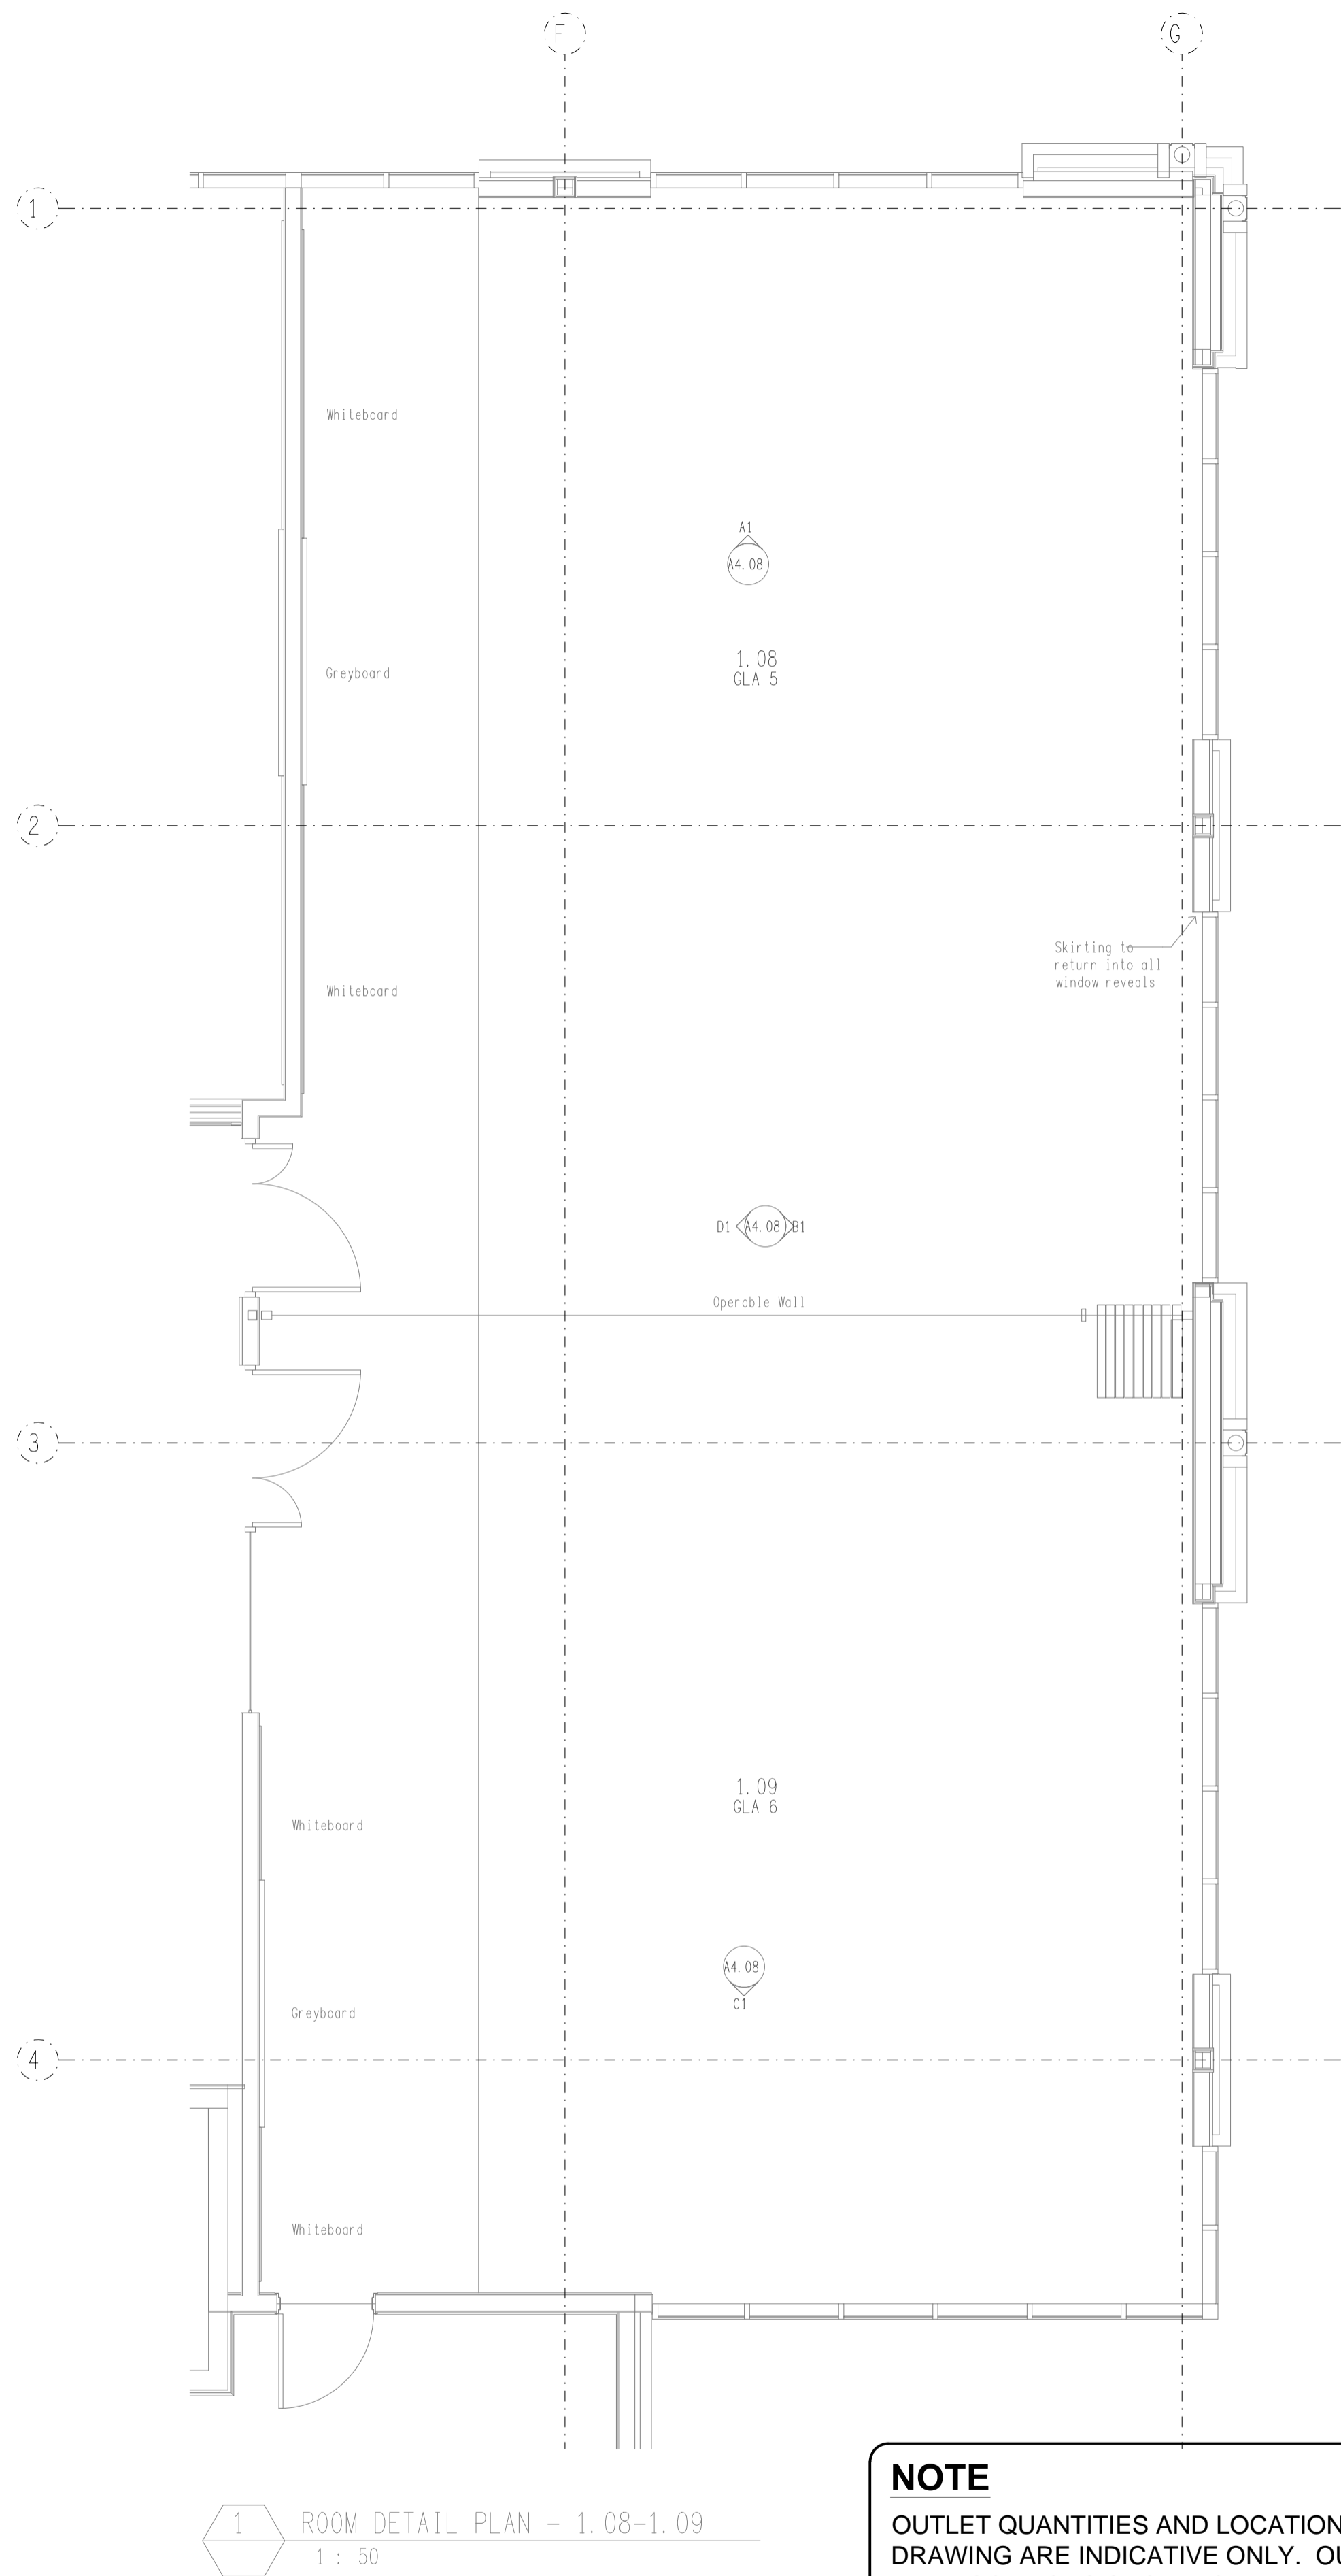 F
G
1
Whiteboard
A1
A4.08
1.08
GLA 5
Greyboard
2
Skirting to
return into all
window reveals
Whiteboard
D1 A4.08 B1
Operable Wall
3
1.09
GLA 6
Whiteboard
A4.08
C1
Greyboard
4
Whiteboard
1 ROOM DETAIL PLAN - 1.08-1.09
1 : 50
NOTE
OUTLET QUANTITIES AND LOCATION
DRAWING ARE INDICATIVE ONLY. OU